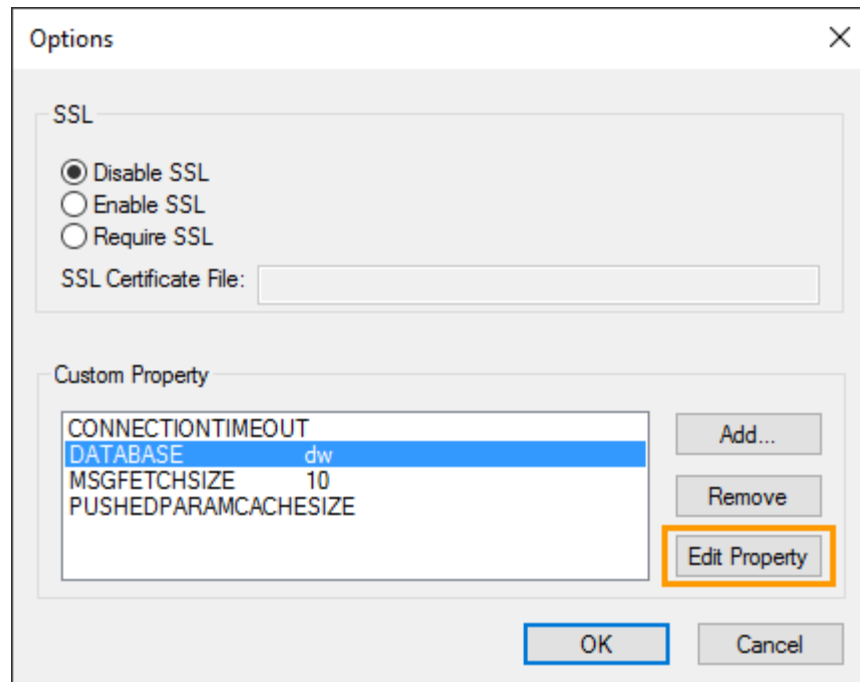 Options
SSL
Disable SSL
Enable SSL
Require SSL
SSL Certificate File:
Custom Property
CONNECTIONTIMEOUT
DATABASE dw
MSGFETCHSIZE 10
PUSHEDPARAMCACHESIZE
Add...
Remove
Edit Property
OK Cancel